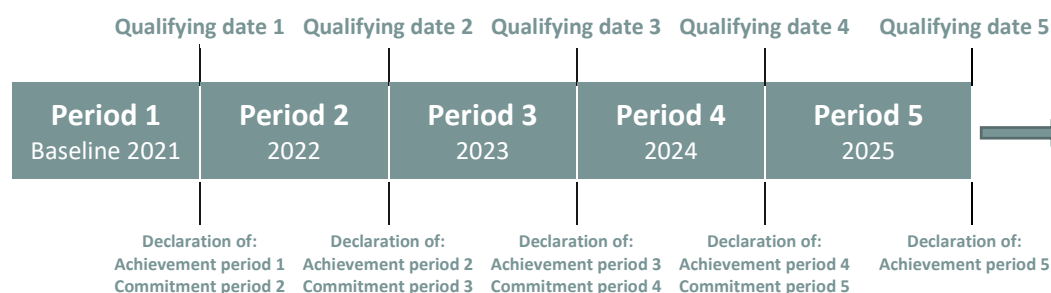 Qualifying date 1 Qualifying date 2 Qualifying date 3 Qualifying date 4 Qualifying date 5
Period 1 Period 2 Period 3 Period 4 Period 5
Baseline 2021 2022 2023 2024 2025
Declaration of: Declaration of: Declaration of: Declaration of: Declaration of:
Achievement period 1 Achievement period 2 Achievement period 3 Achievement period 4 Achievement period 5
Commitment period 2 Commitment period 3 Commitment period 4 Commitment period 5